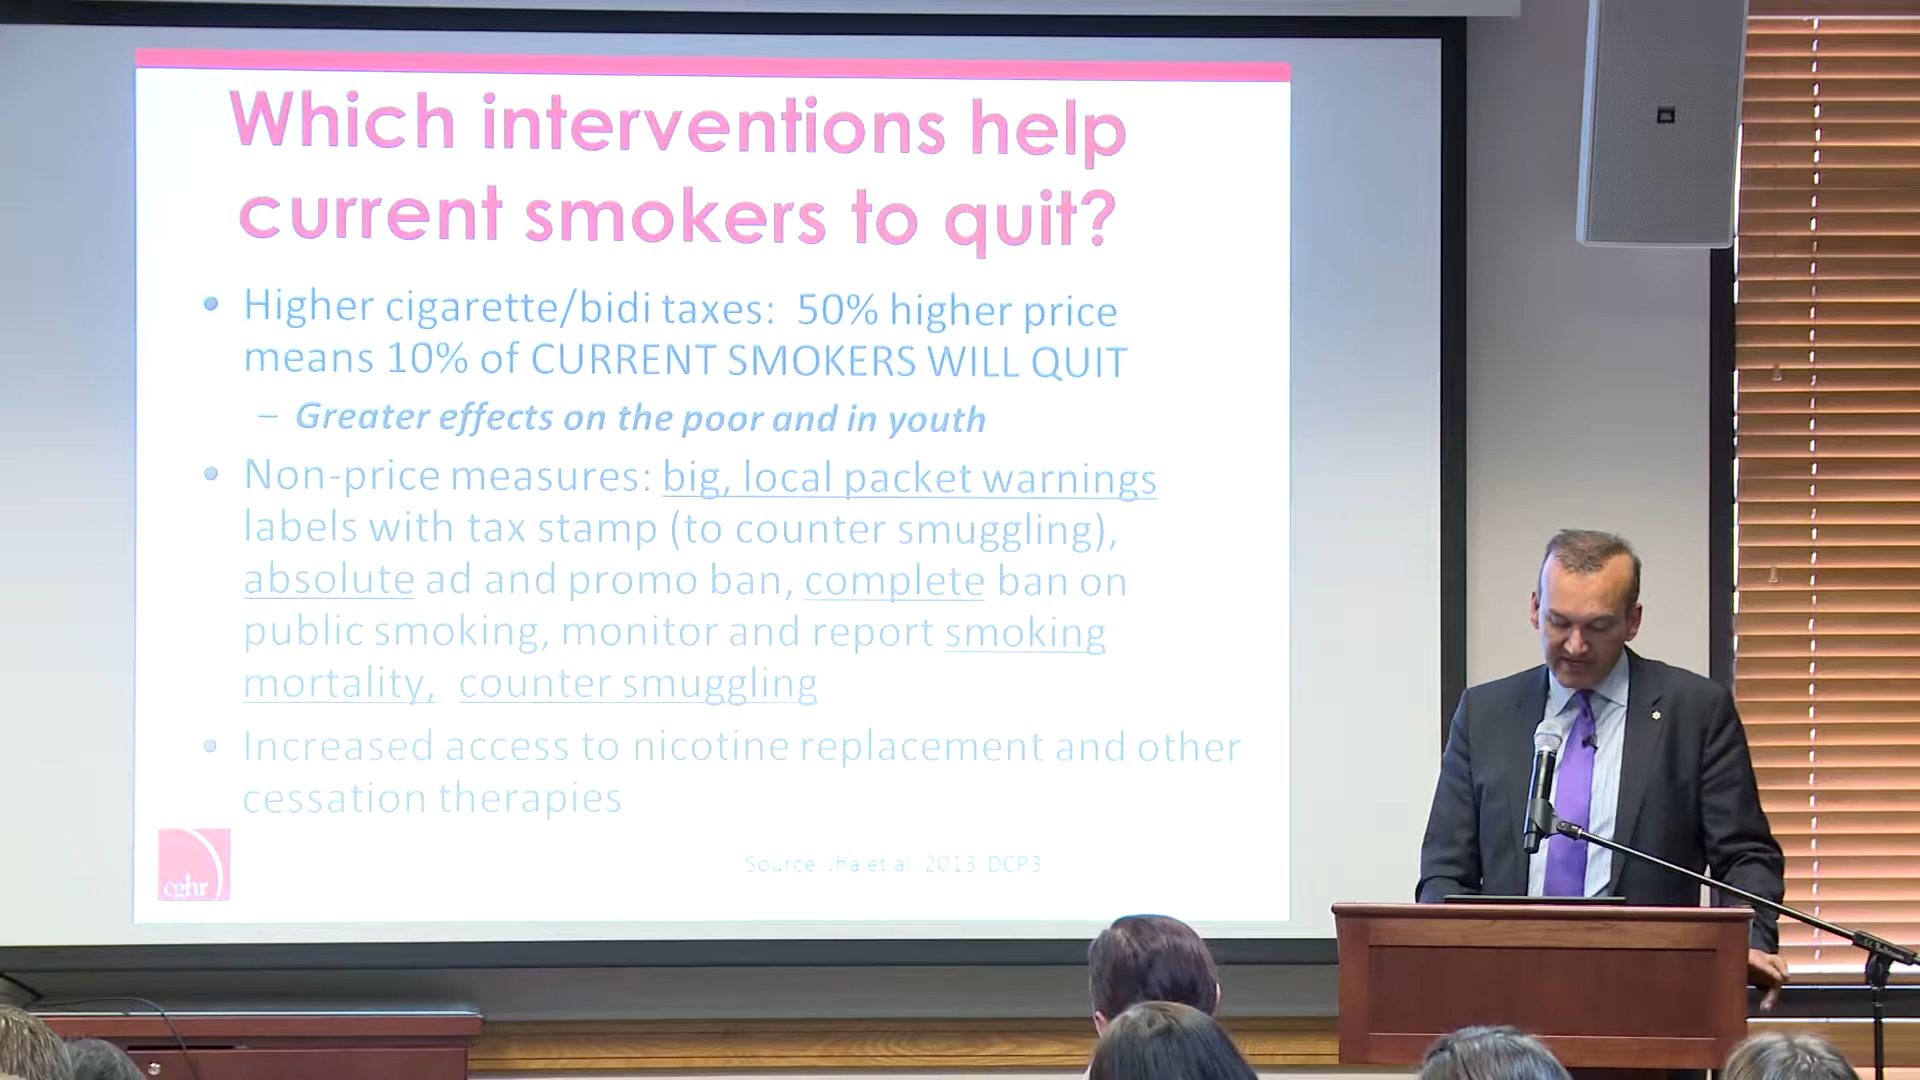 Which interventions help
current smokers to quit?
• Higher cigarette/bidi taxes: 50% higher price
means 10% of CURRENT SMOKERS WILL QUIT
– Greater effects on the poor and in youth
• Non-price measures: big, local packet warnings
labels with tax stamp (to counter smuggling),
absolute ad and promo ban, complete ban on
public smoking, monitor and report smoking
mortality, counter smuggling
• Increased access to nicotine replacement and other
cessation therapies
Source: Jha et al. 2013. DCP3
cghr